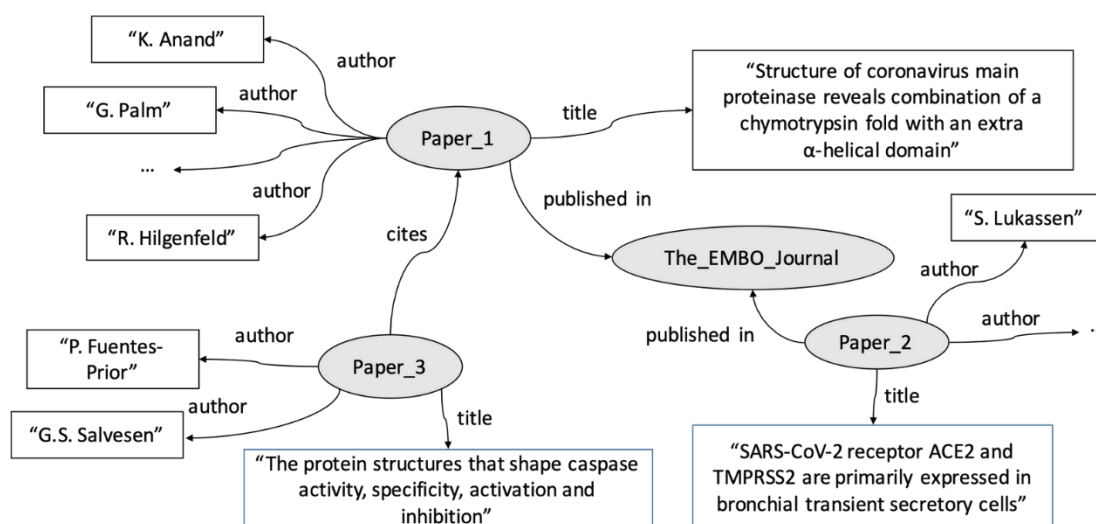 “K. Anand”
author
“G. Palm”
author
...
author
“R. Hilgenfeld”
Paper_1
title
“Structure of coronavirus main
proteinase reveals combination of a
chymotrypsin fold with an extra
α-helical domain”
published in
cites
The_EMBO_Journal
“S. Lukassen”
author
author
..
published in
Paper_2
title
“SARS-CoV-2 receptor ACE2 and
TMPRSS2 are primarily expressed in
bronchial transient secretory cells”
“P. Fuentes-
Prior”
author
Paper_3
author
“G.S. Salvesen”
title
“The protein structures that shape caspase
activity, specificity, activation and
inhibition”